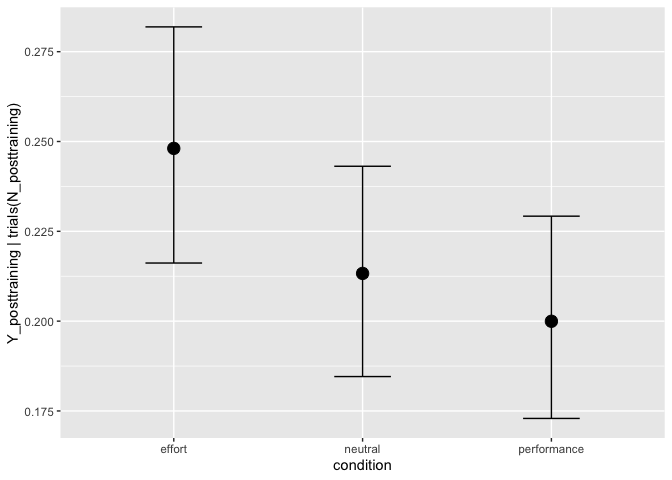 Y_posttraining | trials(N_posttraining)
0.275
0.250
0.225
0.200
0.175
effort
neutral
performance
condition